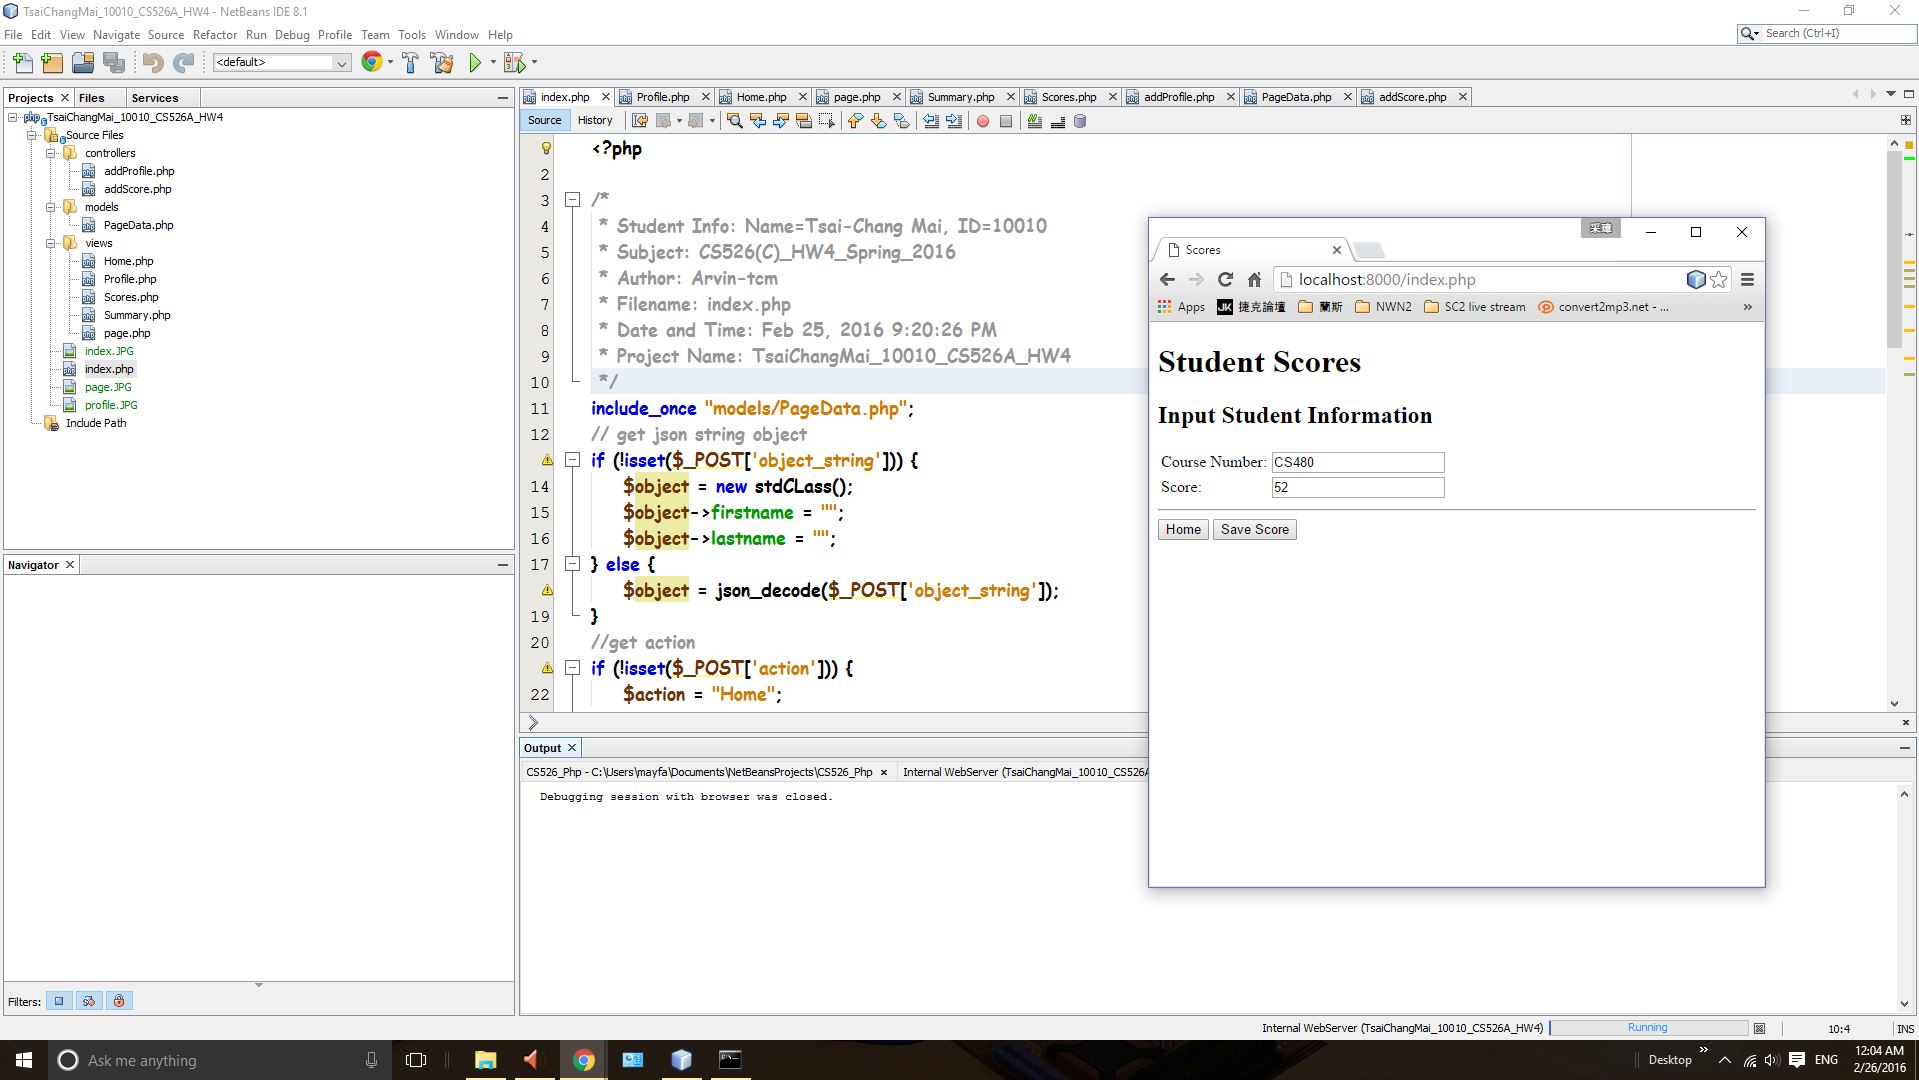 TsaiChangMai_10010_CS526A_HW4 - NetBeans IDE 8.1
File Edit View Navigate Source Refactor Run Debug Profile Team Tools Window Help
Search (Ctrl+I)
<default>
Projects Files Services
TsaiChangMai_10010_CS526A_HW4
Source Files
controllers
addProfile.php
addScore.php
models
PageData.php
views
Home.php
Profile.php
Scores.php
Summary.php
page.php
index.JPG
index.php
page.JPG
profile.JPG
Include Path
Navigator
Filters:
index.php Profile.php Home.php page.php Summary.php Scores.php addProfile.php PageData.php addScore.php
Source History
<?php
2
3 /*
4 * Student Info: Name=Tsai-Chang Mai, ID=10010
5 * Subject: CS526(C)_HW4_Spring_2016
6 * Author: Arvin-tcm
7 * Filename: index.php
8 * Date and Time: Feb 25, 2016 9:20:26 PM
9 * Project Name: TsaiChangMai_10010_CS526A_HW4
10 */
11 include_once "models/PageData.php";
12 // get json string object
if (!isset($_POST['object_string'])) {
14 $object = new stdCLass();
15 $object->firstname = "";
16 $object->lastname = "";
17 } else {
$object = json_decode($_POST['object_string']);
19 }
20 //get action
if (!isset($_POST['action'])) {
22 $action = "Home";
Scores
localhost:8000/index.php
Apps JK 捷克論壇 蘭斯 NWN2 SC2 live stream convert2mp3.net - ... »
Student Scores
Input Student Information
Course Number: CS480
Score: 52
Home Save Score
Output
CS526_Php - C:\Users\mayfa\Documents\NetBeansProjects\CS526_Php Internal WebServer (TsaiChangMai_10010_CS526A
Debugging session with browser was closed.
Internal WebServer (TsaiChangMai_10010_CS526A_HW4) Running 10:4 INS
Ask me anything
Desktop » ENG 12:04 AM
2/26/2016